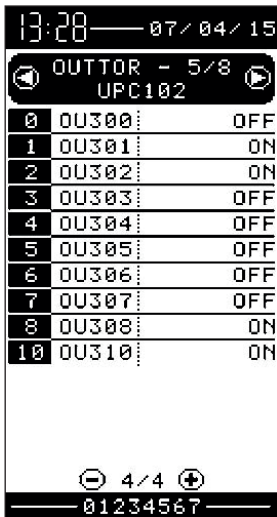 13:28 07/04/15
OUTTOR - 5/8
UPC102
0 OU300 OFF
1 OU301 ON
2 OU302 ON
3 OU303 OFF
4 OU304 OFF
5 OU305 OFF
6 OU306 OFF
7 OU307 OFF
8 OU308 ON
10 OU310 ON
4/4
01234567